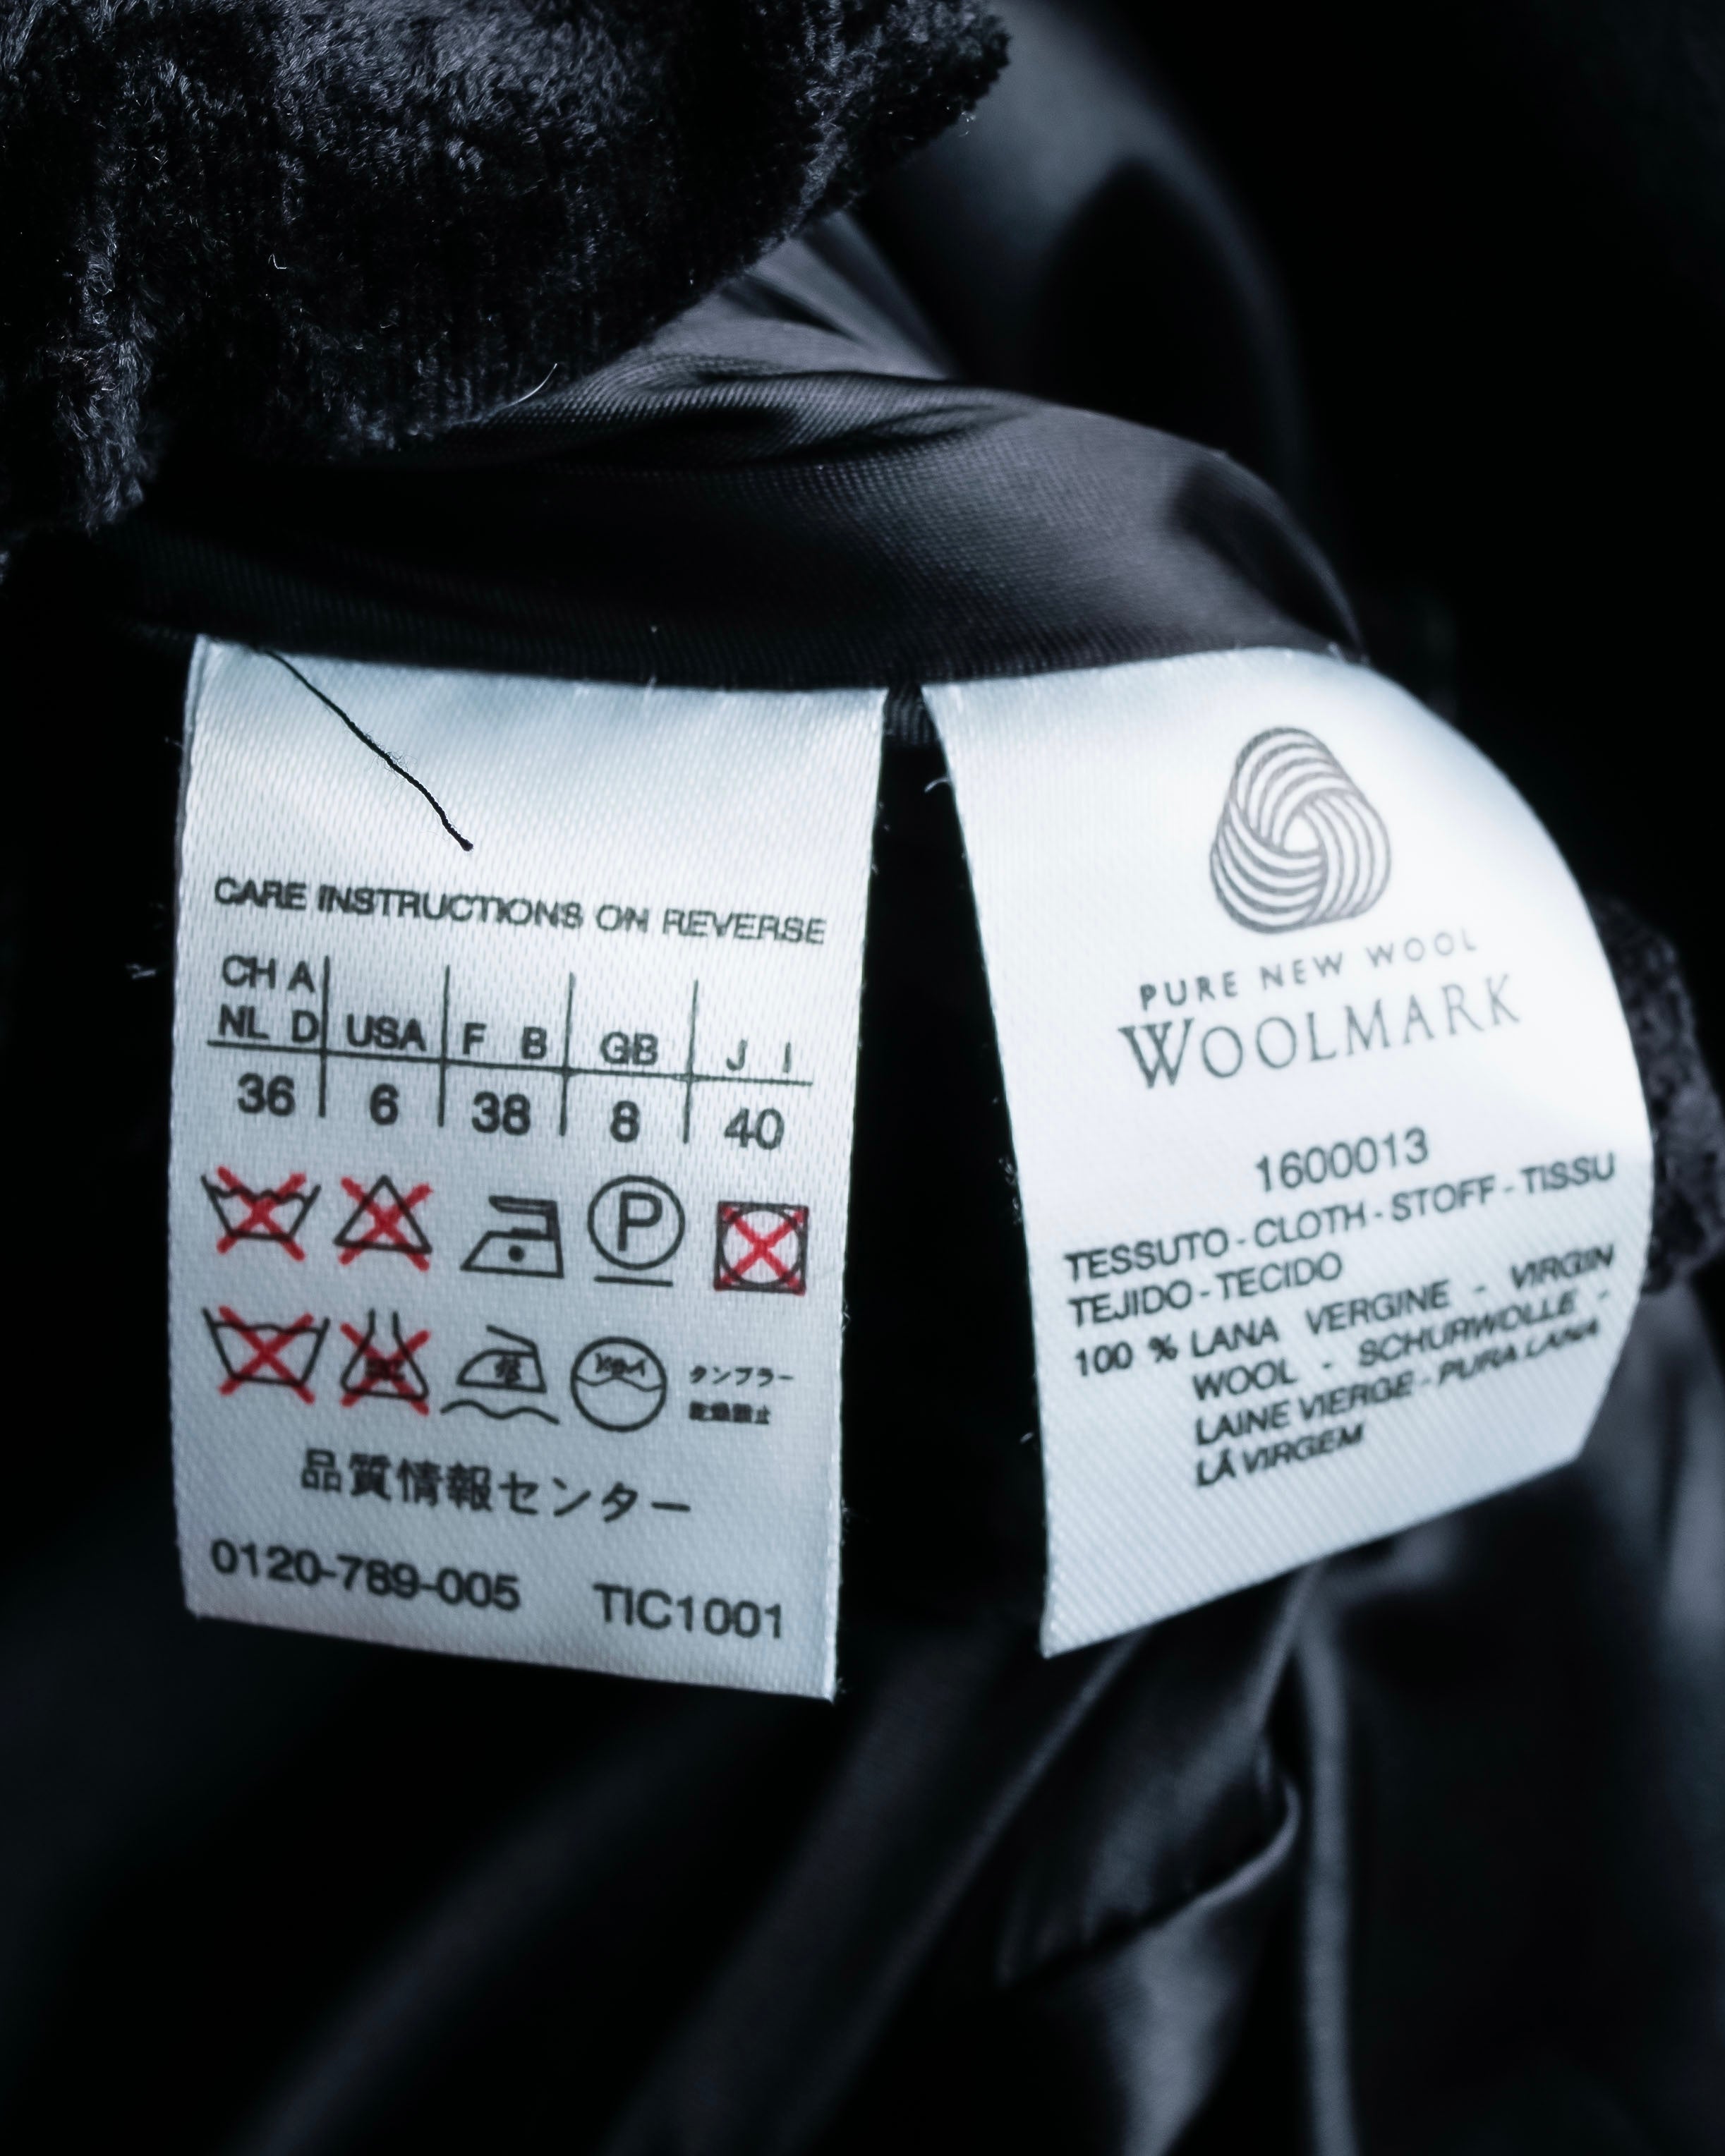 CARE INSTRUCTIONS ON REVERSE
CH A
NL D USA F B GB J I
36 6 38 8 40
P
タンブラー
乾燥禁止
品質情報センター
0120-789-005 TIC1001
PURE NEW WOOL
WOOLMARK
1600013
TESSUTO - CLOTH - STOFF - TISSU
TEJIDO - TECIDO
100 % LANA VERGINE - VIRGIN
WOOL - SCHURWOLLE -
LAINE VIERGE - PURA LANA
LÁ VIRGEM